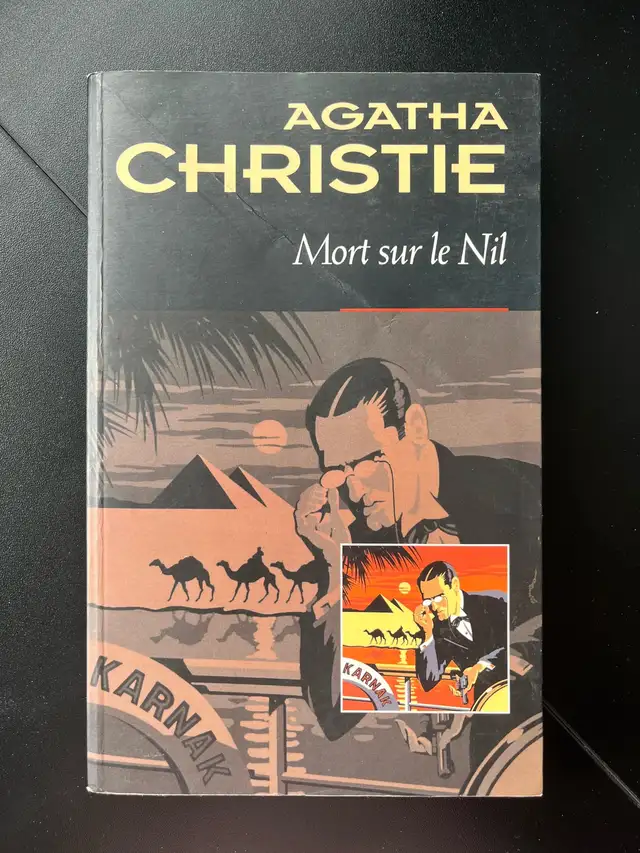 AGATHA
CHRISTIE
Mort sur le Nil
KARNAK
KARNAK